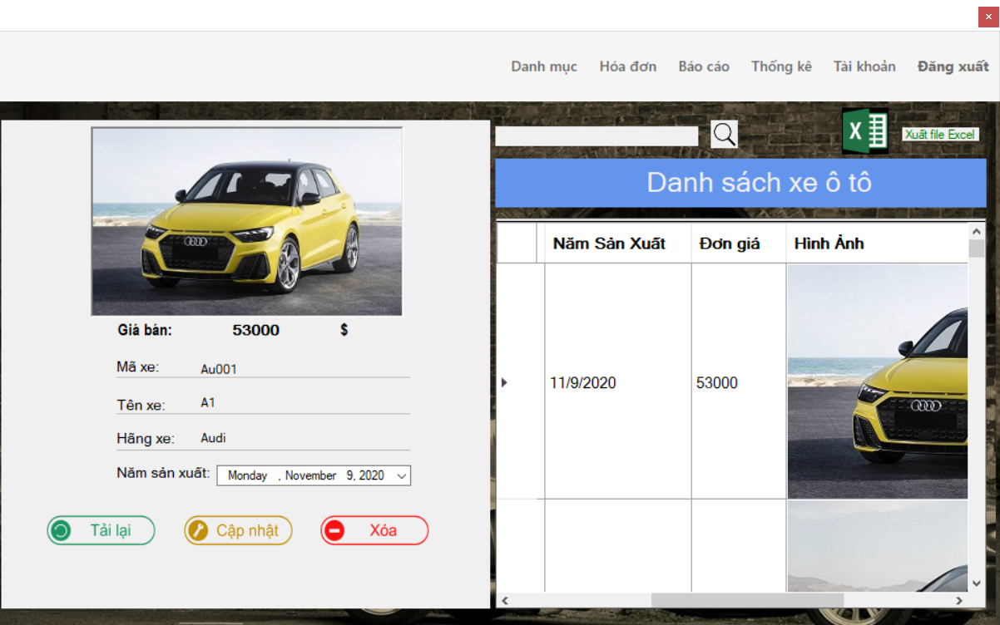 Danh mục Hóa đơn Báo cáo Thống kê Tài khoản Đăng xuất
X Xuất file Excel
Danh sách xe ô tô
Giá bán: 53000 $
Mã xe: Au001
Tên xe: A1
Hãng xe: Audi
Năm sản xuất: Monday , November 9, 2020
Tải lại Cập nhật Xóa
Năm Sản Xuất Đơn giá Hình Ảnh
11/9/2020 53000